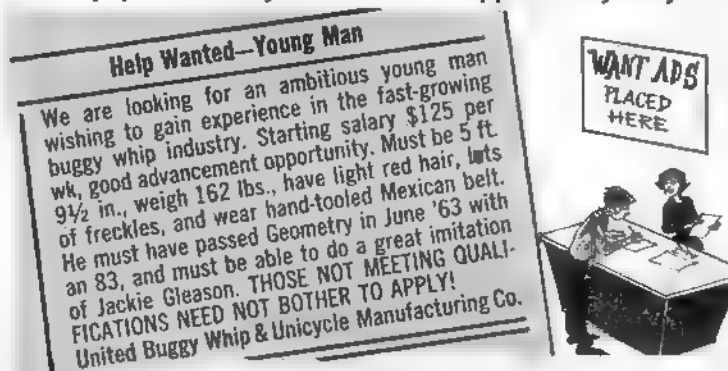 Help Wanted—Young Man
We are looking for an ambitious young man
wishing to gain experience in the fast-growing
buggy whip industry. Starting salary $125 per
wk, good advancement opportunity. Must be 5 ft.
9½ in., weigh 162 lbs., have light red hair, lots
of freckles, and wear hand-tooled Mexican belt.
He must have passed Geometry in June '63 with
an 83, and must be able to do a great imitation
of Jackie Gleason. THOSE NOT MEETING QUALI-
FICATIONS NEED NOT BOTHER TO APPLY!
United Buggy Whip & Unicycle Manufacturing Co.
WANT ADS
PLACED
HERE